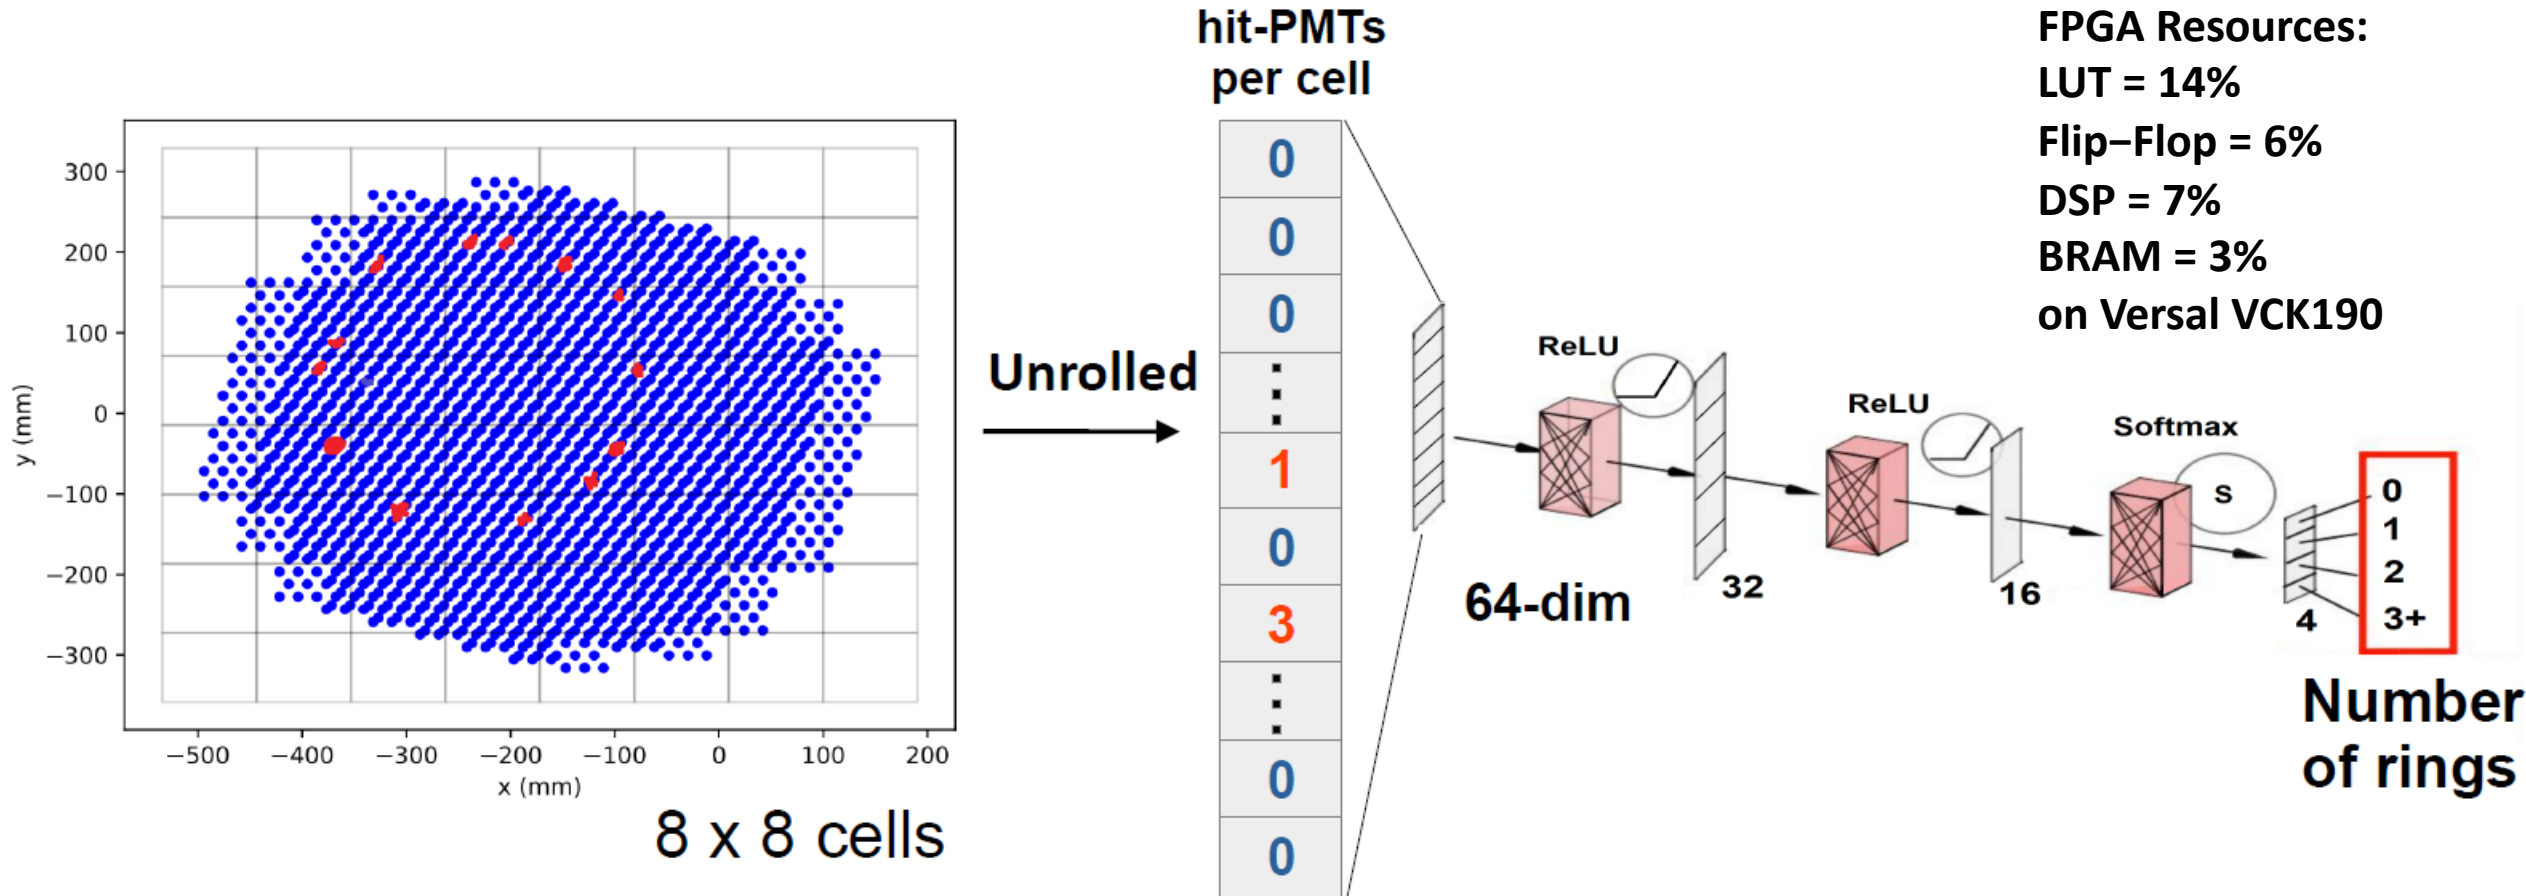 hit-PMTs
per cell
FPGA Resources:
LUT = 14%
Flip–Flop = 6%
DSP = 7%
BRAM = 3%
on Versal VCK190
300
200
100
0
−100
−200
−300
y (mm)
−500 −400 −300 −200 −100 0 100 200
x (mm)
8 x 8 cells
Unrolled
0
0
0
1
0
3
0
0
64-dim
ReLU
32
ReLU
16
Softmax
S
4
0
1
2
3+
Number
of rings